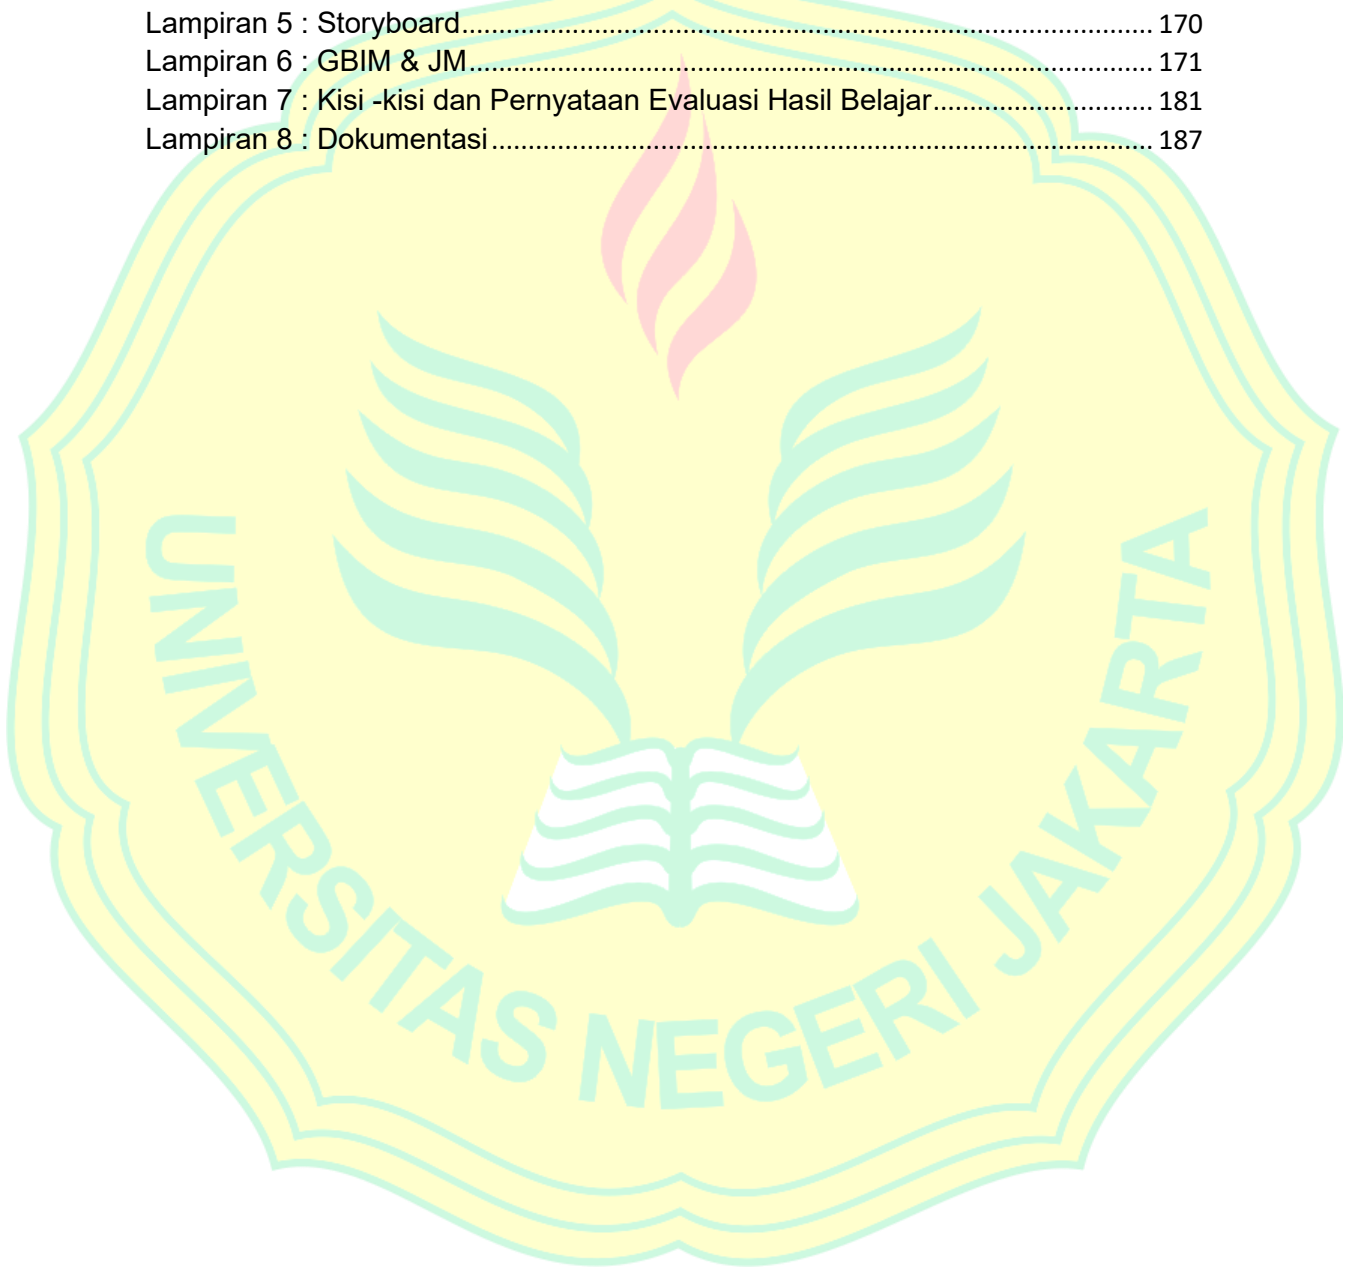 Lampiran 5 : Storyboard.......................................................................................... 170
Lampiran 6 : GBIM & JM......................................................................................... 171
Lampiran 7 : Kisi -kisi dan Pernyataan Evaluasi Hasil Belajar.............................. 181
Lampiran 8 : Dokumentasi....................................................................................... 187
UNIVERSITAS NEGERI JAKARTA